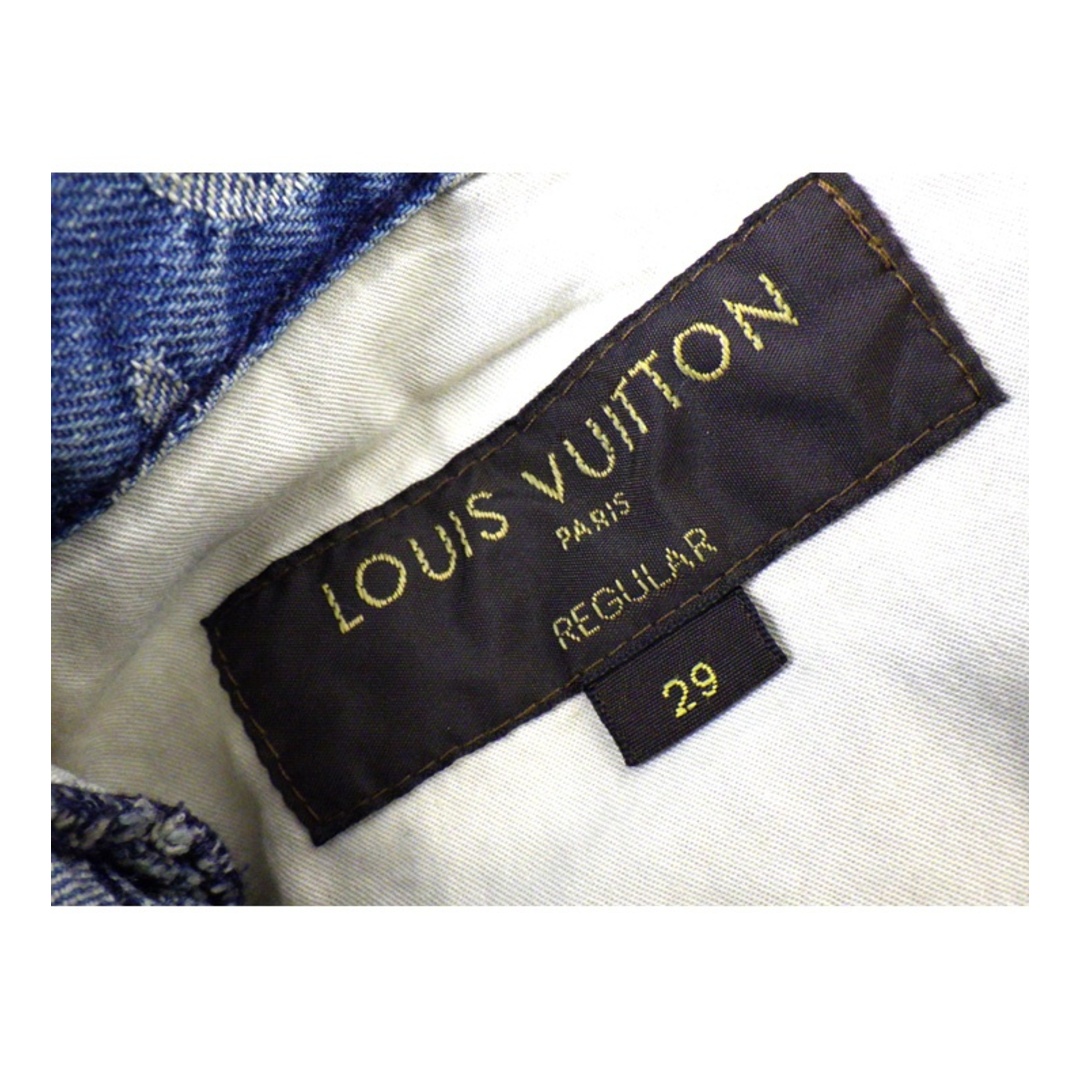 LOUIS VUITTON
PARIS
REGULAR
29